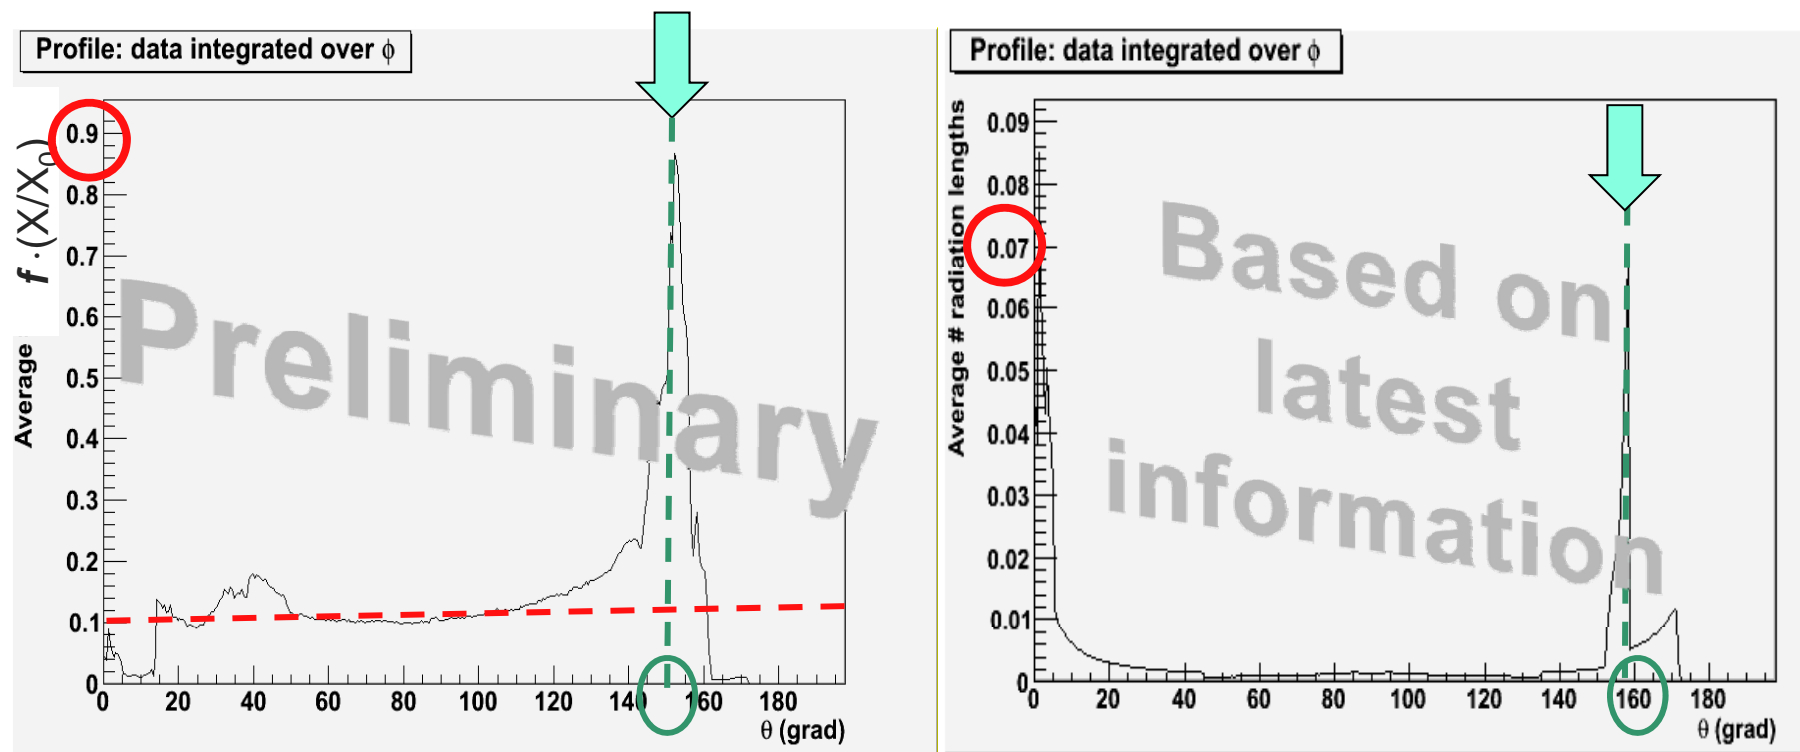 Profile: data integrated over ϕ
0.9
0.8
0.7
0.6
0.5
0.4
0.3
0.2
0.1
0
Average f ·(X/X₀)
Preliminary
0 20 40 60 80 100 120 140 160 180
θ (grad)
Profile: data integrated over ϕ
0.09
0.08
0.07
0.06
0.05
0.04
0.03
0.02
0.01
0
Average # radiation lengths
Based on
latest
information
0 20 40 60 80 100 120 140 160 180
θ (grad)